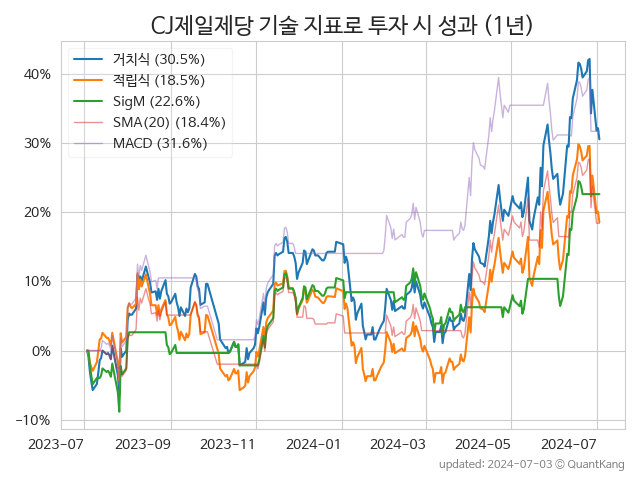 CJ제일제당 기술 지표로 투자 시 성과 (1년)
거치식 (30.5%)
적립식 (18.5%)
SigM (22.6%)
SMA(20) (18.4%)
MACD (31.6%)
40%
30%
20%
10%
0%
−10%
2023-07
2023-09
2023-11
2024-01
2024-03
2024-05
2024-07
updated: 2024-07-03 ⓒ QuantKang